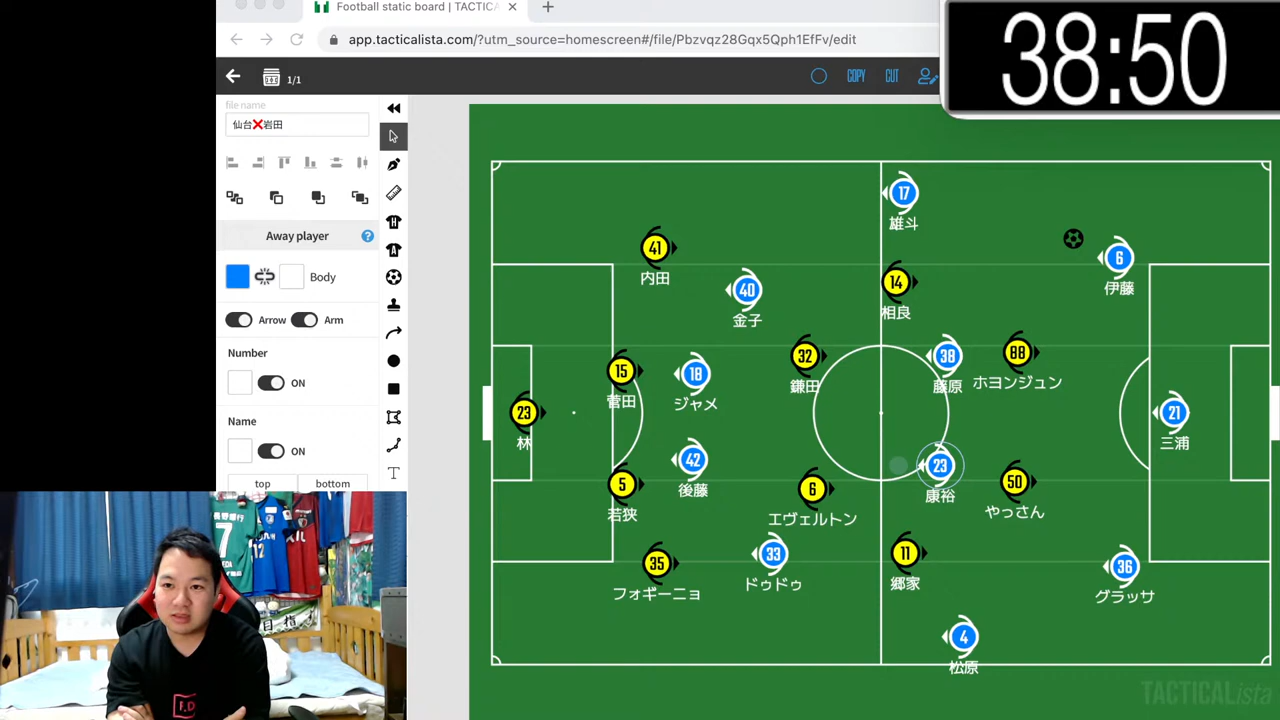 Football static board | TACTICA
app.tacticalista.com/?utm_source=homescreen#/file/Pbzvqz28Gqx5Qph1EfFv/edit
38:50
1/1
COPY
CUT
file name
仙台❌岩田
Away player
?
Body
Arrow
Arm
Number
ON
Name
ON
top
bottom
H
A
T
17
雄斗
41
内田
6
伊藤
40
金子
14
相良
32
鎌田
38
藤原
88
ホヨンジュン
15
菅田
18
ジャメ
23
林
21
三浦
42
後藤
23
康裕
5
若狭
6
エヴェルトン
50
やっさん
35
フォギーニョ
33
ドゥドゥ
11
郷家
36
グラッサ
4
松原
TACTICALista
7
12